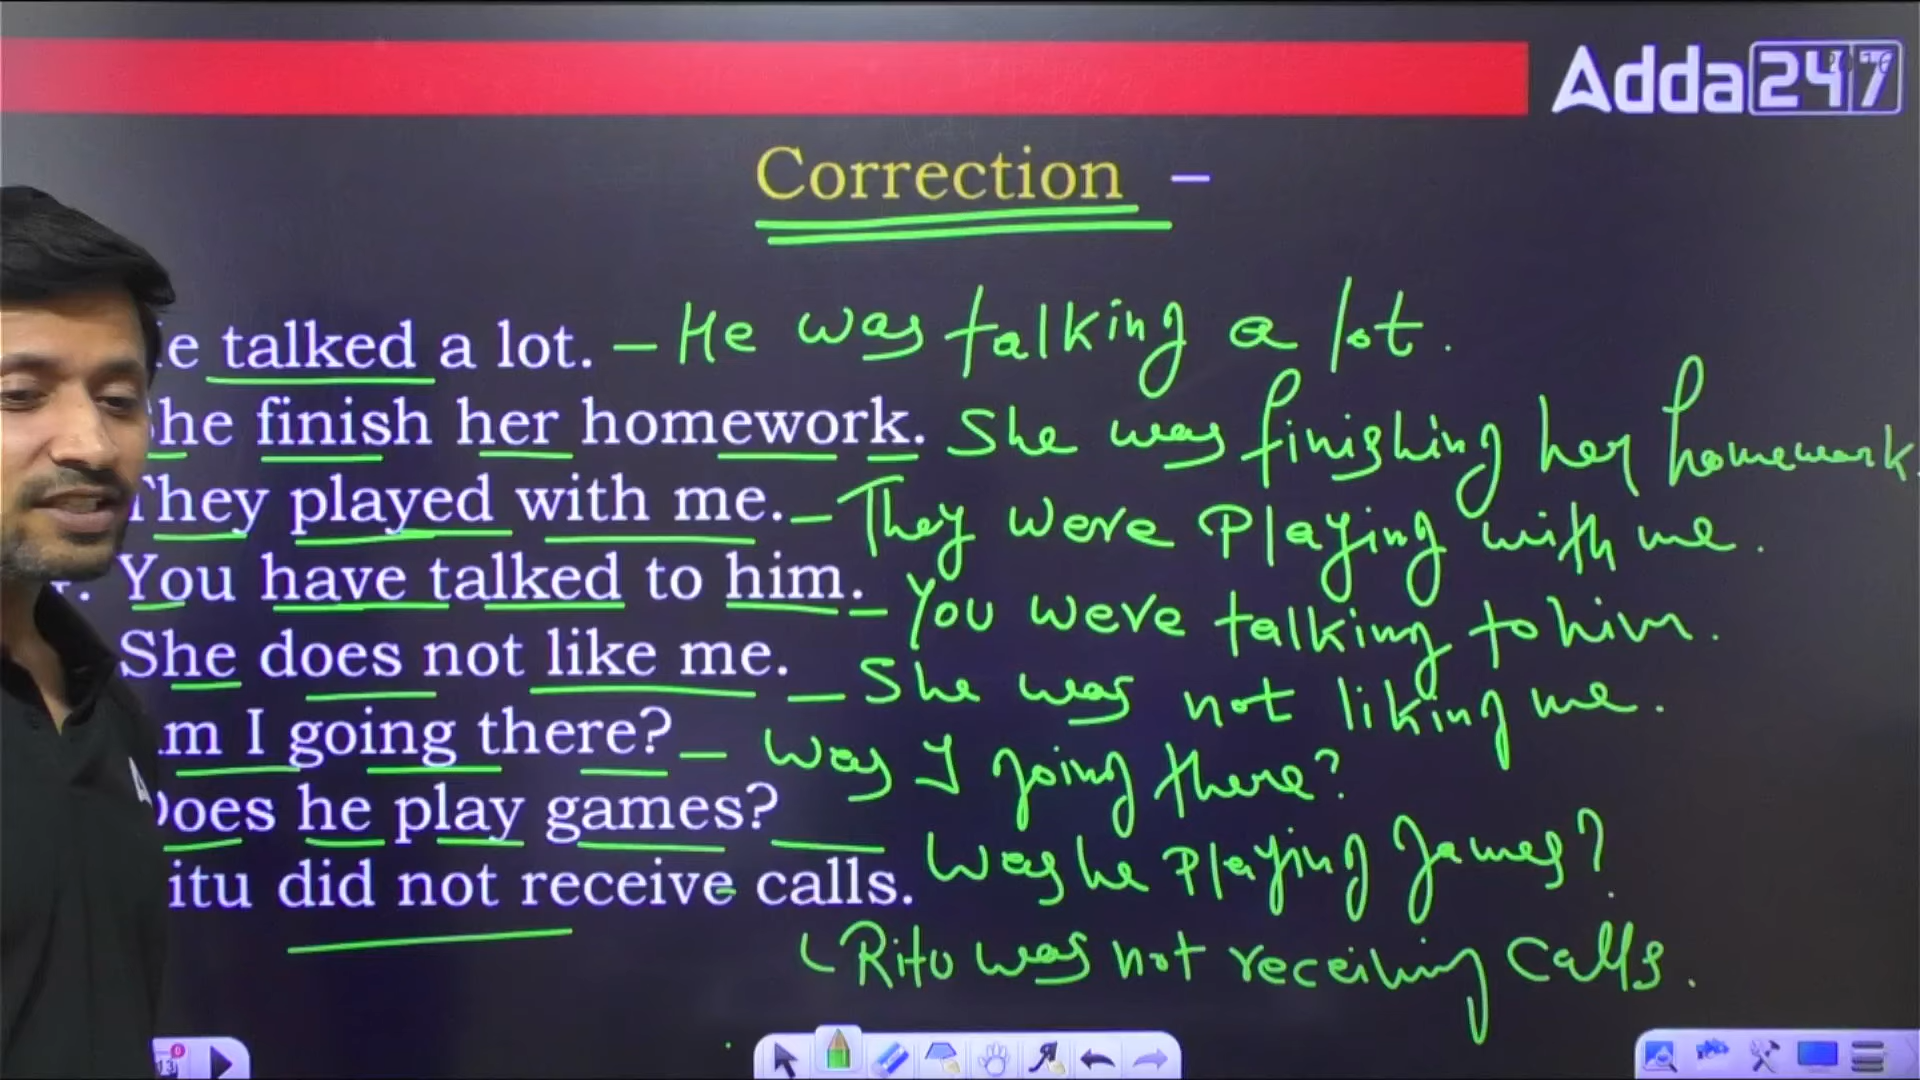 Adda247
Correction –
e talked a lot. – He was talking a lot.
he finish her homework. She was finishing her homework.
They played with me. – They were playing with me.
. You have talked to him. – You were talking to him.
She does not like me. – She was not liking me.
m I going there? – Was I going there?
Does he play games? – Was he playing games?
itu did not receive calls.
Ritu was not receiving calls.